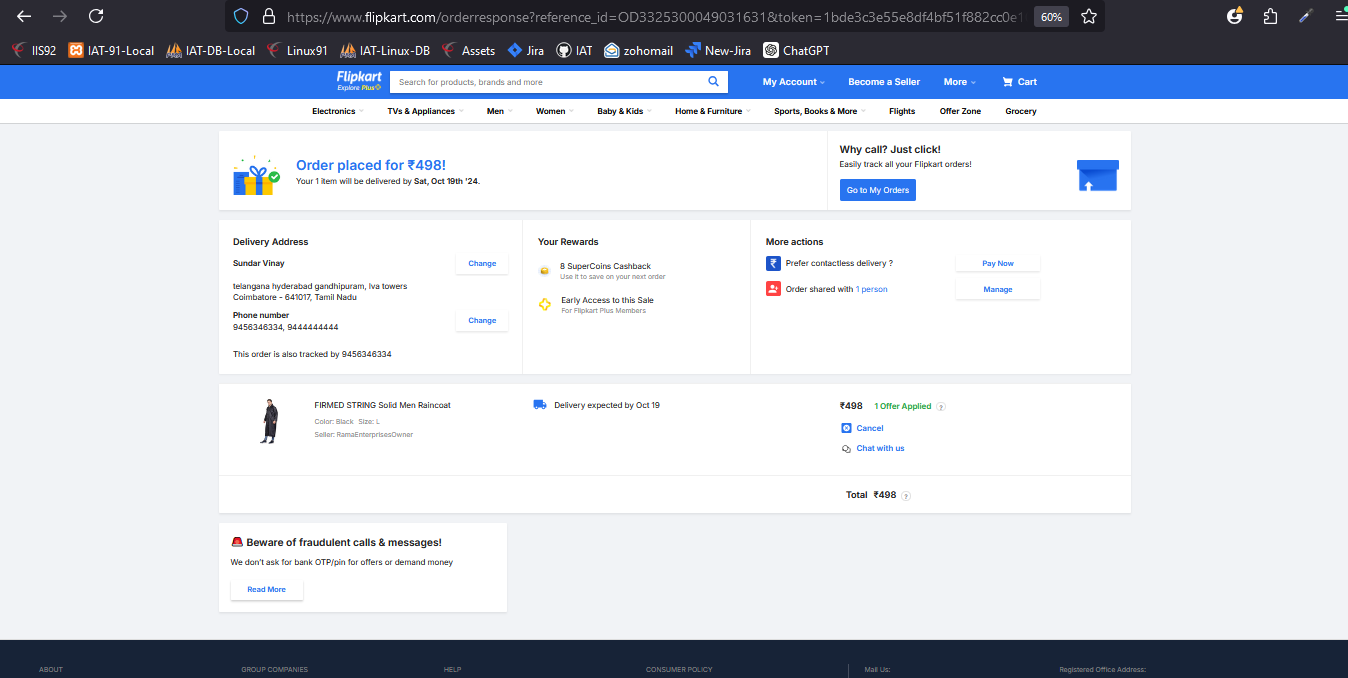 https://www.flipkart.com/orderresponse?reference_id=OD3325300049031631&token=1bde3c3e55e8df4bf51f882cc0e1
60%
IIS92 IAT-91-Local IAT-DB-Local Linux91 IAT-Linux-DB Assets Jira IAT zohomail New-Jira ChatGPT
Flipkart
Explore Plus
Search for products, brands and more
My Account Become a Seller More Cart
Electronics TVs & Appliances Men Women Baby & Kids Home & Furniture Sports, Books & More Flights Offer Zone Grocery
Order placed for ₹498!
Your 1 item will be delivered by Sat, Oct 19th '24.
Why call? Just click!
Easily track all your Flipkart orders!
Go to My Orders
Delivery Address
Sundar Vinay
Change
telangana hyderabad gandhipuram, lva towers
Coimbatore - 641017, Tamil Nadu
Phone number
9456346334, 9444444444
Change
This order is also tracked by 9456346334
Your Rewards
8 SuperCoins Cashback
Use it to save on your next order
Early Access to this Sale
For Flipkart Plus Members
More actions
Prefer contactless delivery ?
Pay Now
Order shared with 1 person
Manage
FIRMED STRING Solid Men Raincoat
Color: Black Size: L
Seller: RamaEnterprisesOwner
Delivery expected by Oct 19
₹498 1 Offer Applied ?
Cancel
Chat with us
Total ₹498 ?
Beware of fraudulent calls & messages!
We don't ask for bank OTP/pin for offers or demand money
Read More
ABOUT GROUP COMPANIES HELP CONSUMER POLICY Mail Us: Registered Office Address: